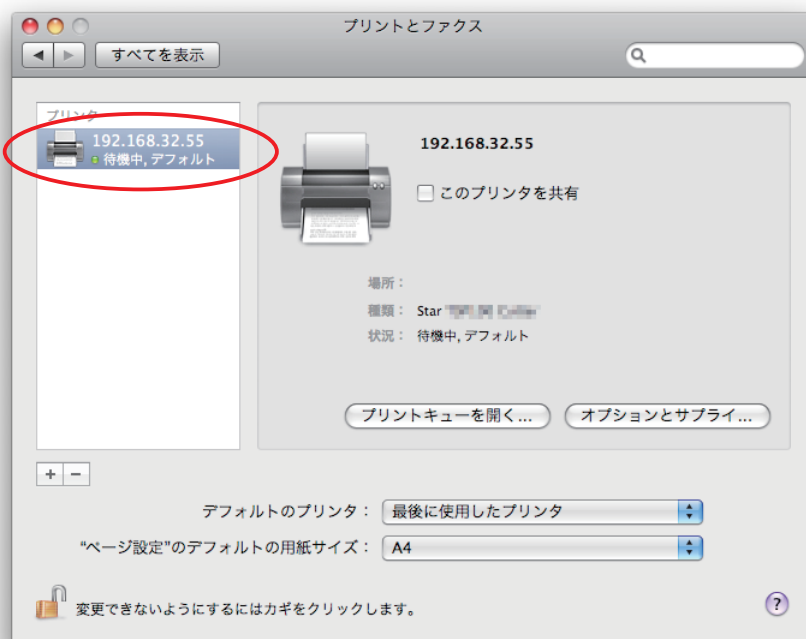 プリントとファクス
すべてを表示
プリンタ
192.168.32.55
待機中, デフォルト
192.168.32.55
このプリンタを共有
場所：
種類： Star
状況： 待機中, デフォルト
プリントキューを開く...
オプションとサプライ...
+ −
デフォルトのプリンタ： 最後に使用したプリンタ
“ページ設定”のデフォルトの用紙サイズ： A4
変更できないようにするにはカギをクリックします。
?